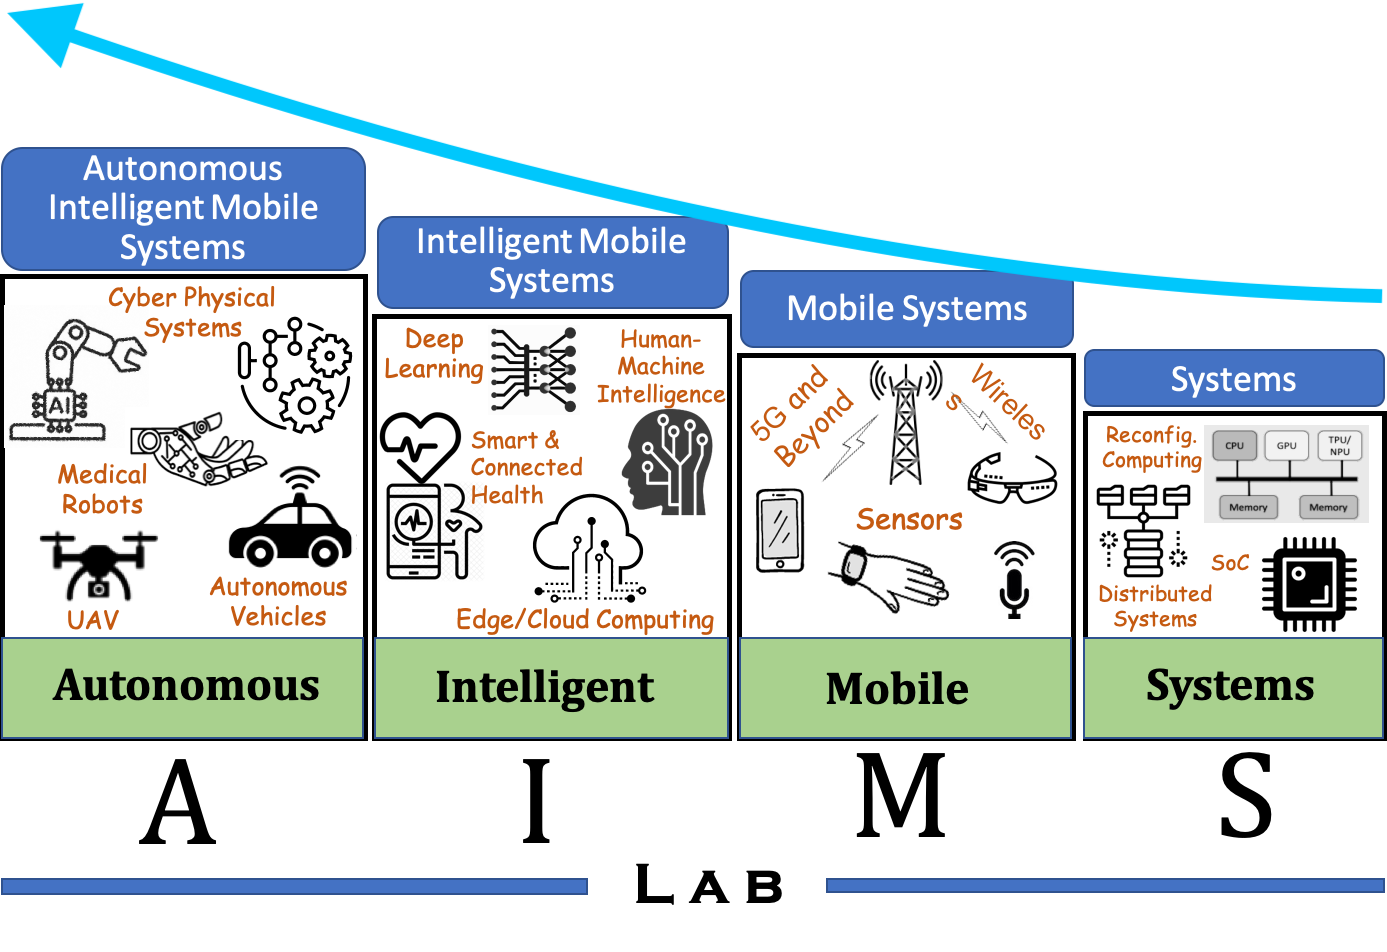 Autonomous
Intelligent Mobile
Systems
Cyber Physical
Systems
AI
Medical
Robots
UAV
Autonomous
Vehicles
Autonomous
A
Intelligent Mobile
Systems
Deep
Learning
Human-
Machine
Intelligence
Smart &
Connected
Health
Edge/Cloud Computing
Intelligent
I
Mobile Systems
5G and
Beyond
Wireles
s
Sensors
Mobile
M
Systems
Reconfig.
Computing
CPU
GPU
TPU/
NPU
Memory
Memory
SoC
Distributed
Systems
Systems
S
LAB